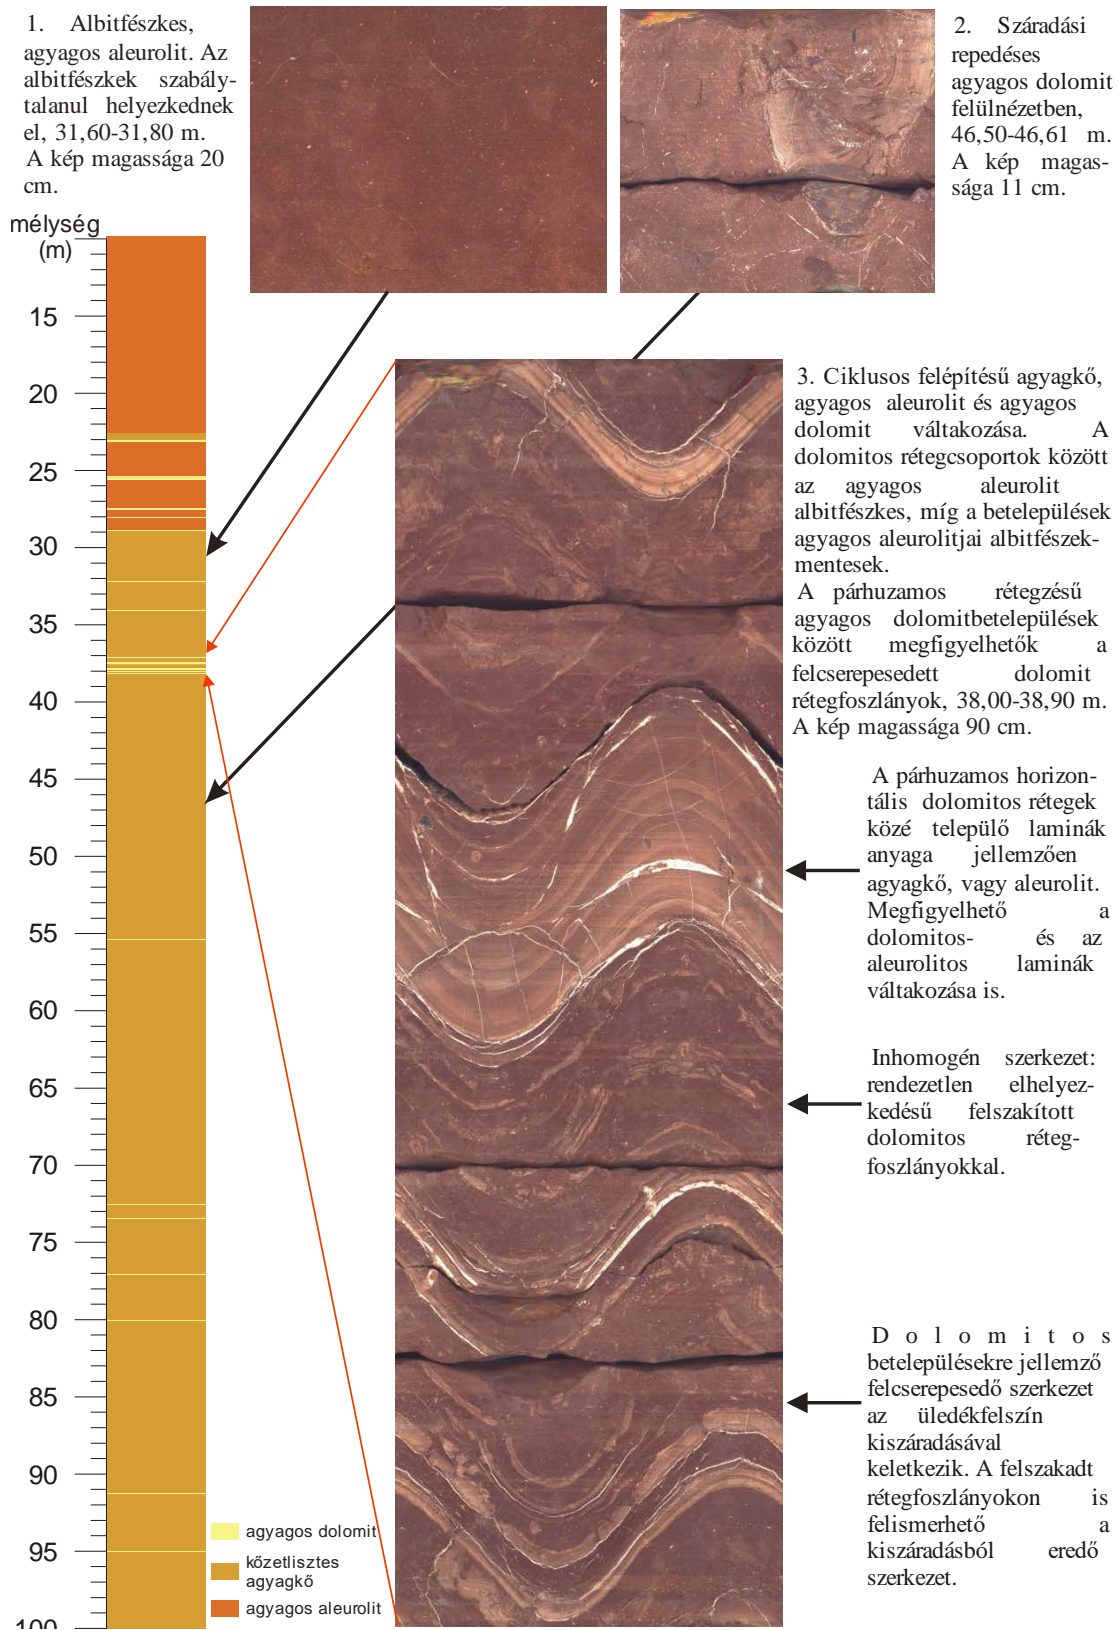 1. Albitfészkes,
agyagos aleurolit. Az
albitfészkek szabály-
talanul helyezkednek
el, 31,60-31,80 m.
A kép magassága 20
cm.
2. Száradási
repedéses
agyagos dolomit
felülnézetben,
46,50-46,61 m.
A kép magas-
sága 11 cm.
mélység
(m)
15
20
25
30
35
40
45
50
55
60
65
70
75
80
85
90
95
100
3. Ciklusos felépítésű agyagkő,
agyagos aleurolit és agyagos
dolomit váltakozása. A
dolomitos rétegcsoportok között
az agyagos aleurolit
albitfészkes, míg a betelepülések
agyagos aleurolitjai albitfészek-
mentesek.
A párhuzamos rétegzésű
agyagos dolomitbetelepülések
között megfigyelhetők a
felcserepesedett dolomit
rétegfoszlányok, 38,00-38,90 m.
A kép magassága 90 cm.
A párhuzamos horizon-
tális dolomitos rétegek
közé települő laminák
anyaga jellemzően
agyagkő, vagy aleurolit.
Megfigyelhető a
dolomitos- és az
aleurolitos laminák
váltakozása is.
Inhomogén szerkezet:
rendezetlen elhelyez-
kedésű felszakított
dolomitos réteg-
foszlányokkal.
Dolomitos
betelepülésekre jellemző
felcserepesedő szerkezet
az üledékfelszín
kiszáradásával
keletkezik. A felszakadt
rétegfoszlányokon is
felismerhető a
kiszáradásból eredő
szerkezet.
agyagos dolomit
kőzetlisztes
agyagkő
agyagos aleurolit